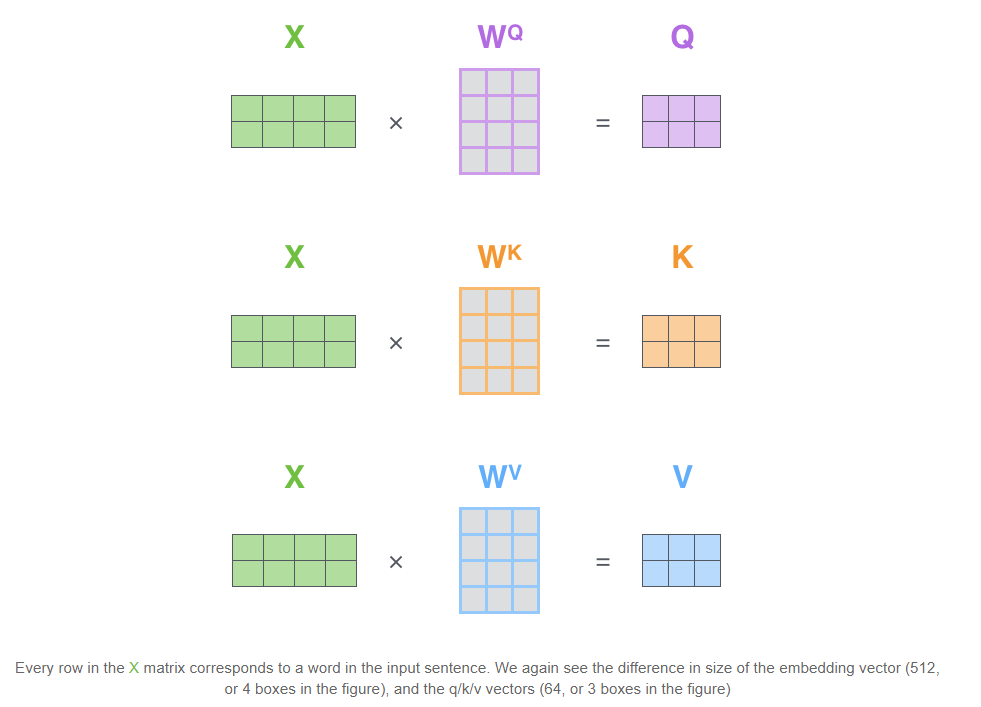 X W^Q Q
× =
X W^K K
× =
X W^V V
× =
Every row in the X matrix corresponds to a word in the input sentence. We again see the difference in size of the embedding vector (512,
or 4 boxes in the figure), and the q/k/v vectors (64, or 3 boxes in the figure)